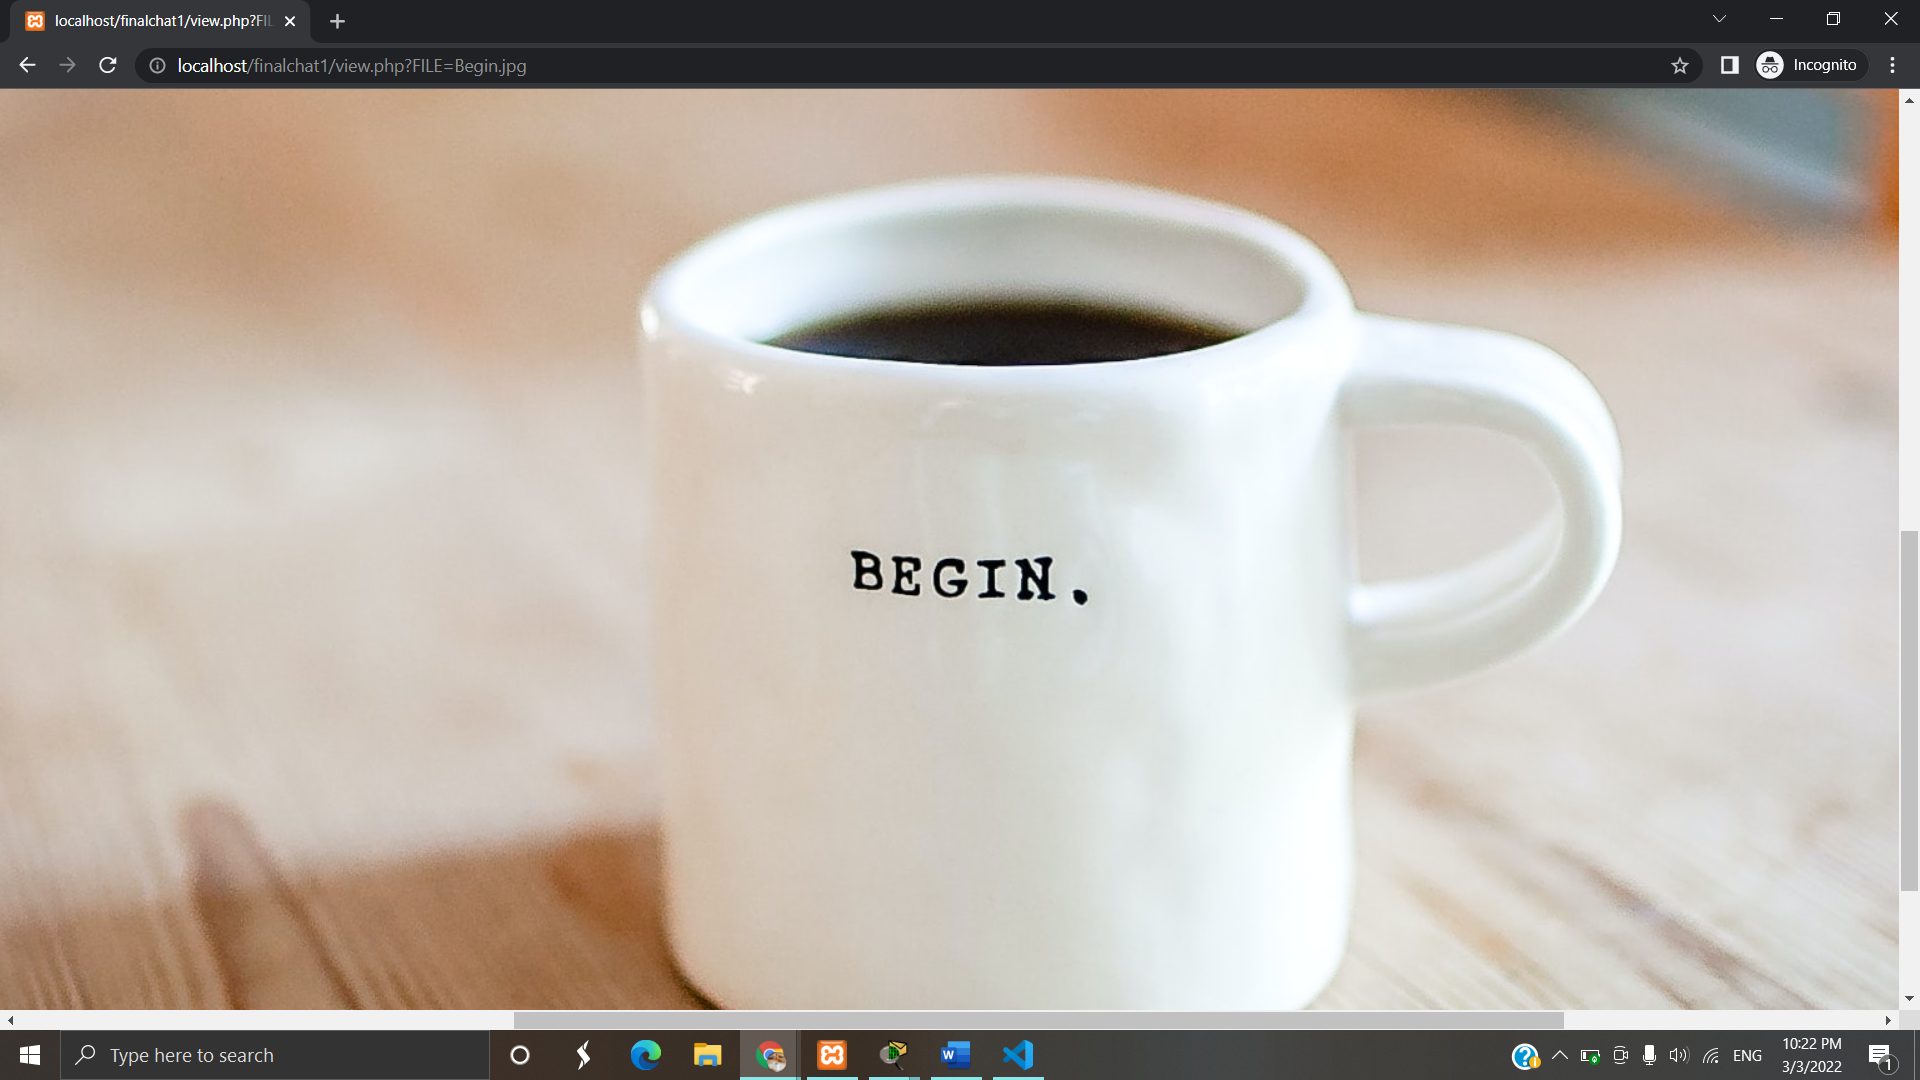 localhost/finalchat1/view.php?FIL
localhost/finalchat1/view.php?FILE=Begin.jpg
Incognito
BEGIN.
Type here to search
ENG
10:22 PM
3/3/2022
1